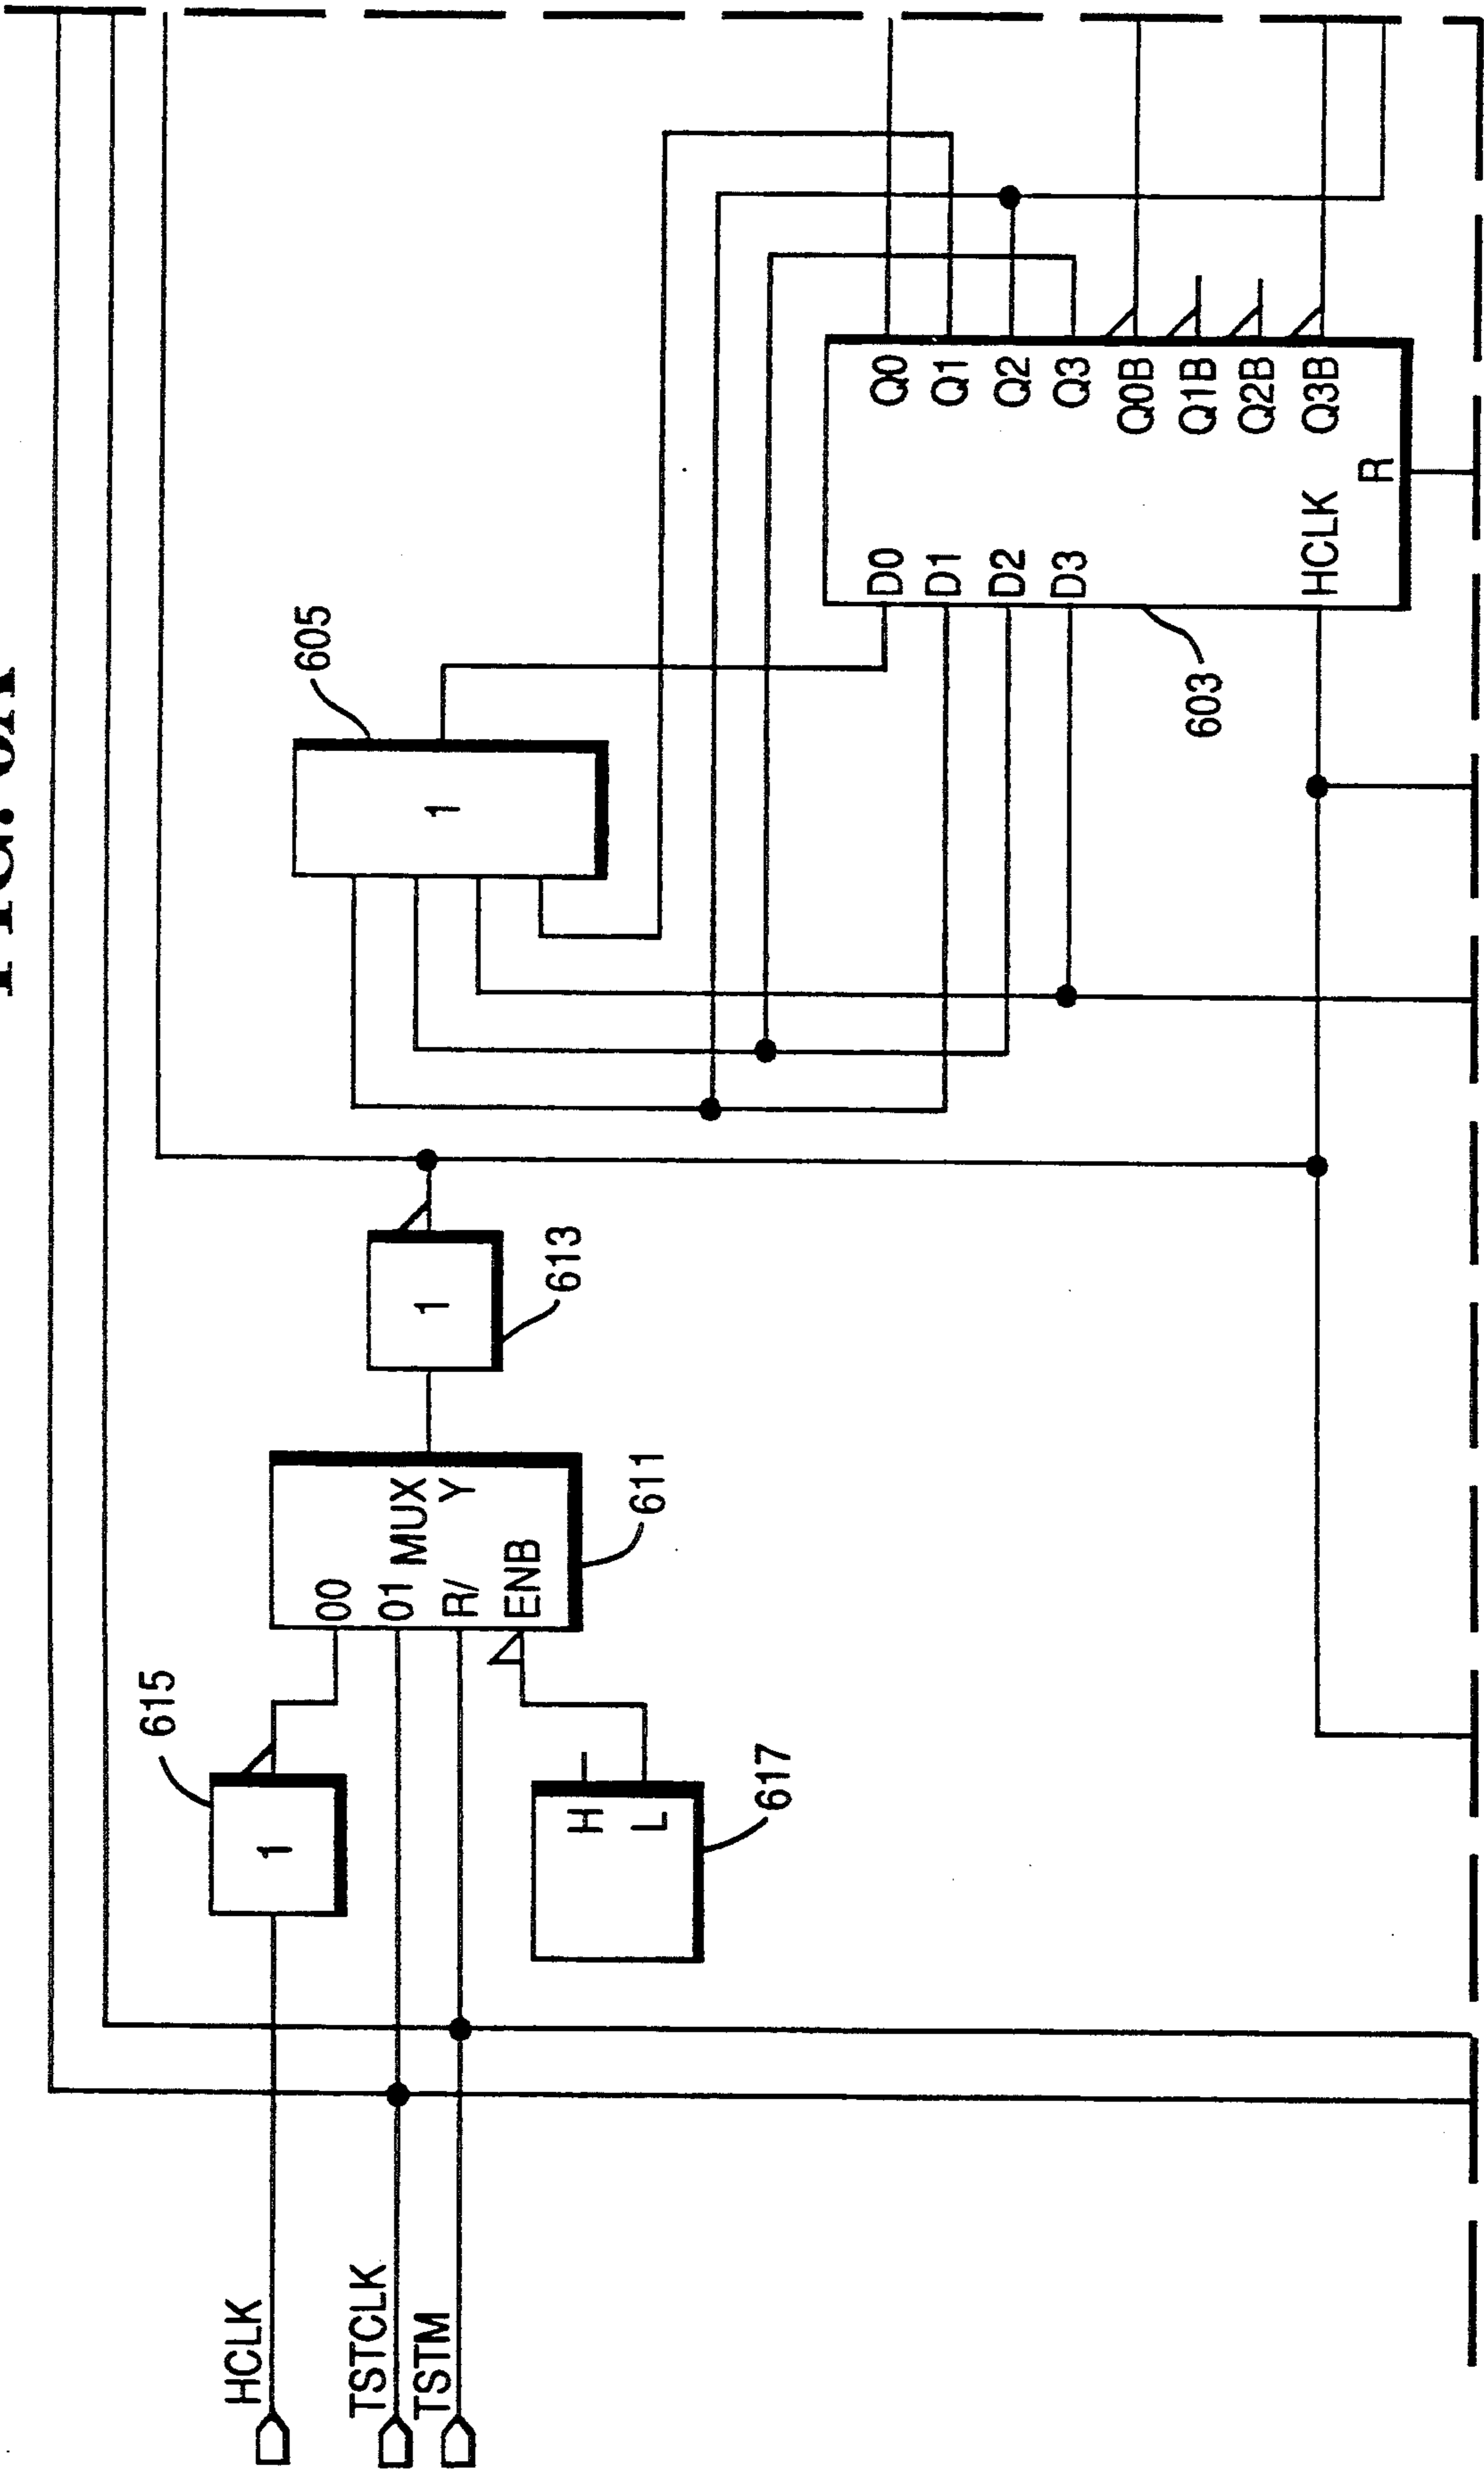 HCLK
TSTCLK
TSTM
615
1
617
H
L
611
00
01
MUX
R/
Y
ENB
613
1
605
1
603
D0
D1
D2
D3
HCLK
R
Q0
Q1
Q2
Q3
Q0B
Q1B
Q2B
Q3B